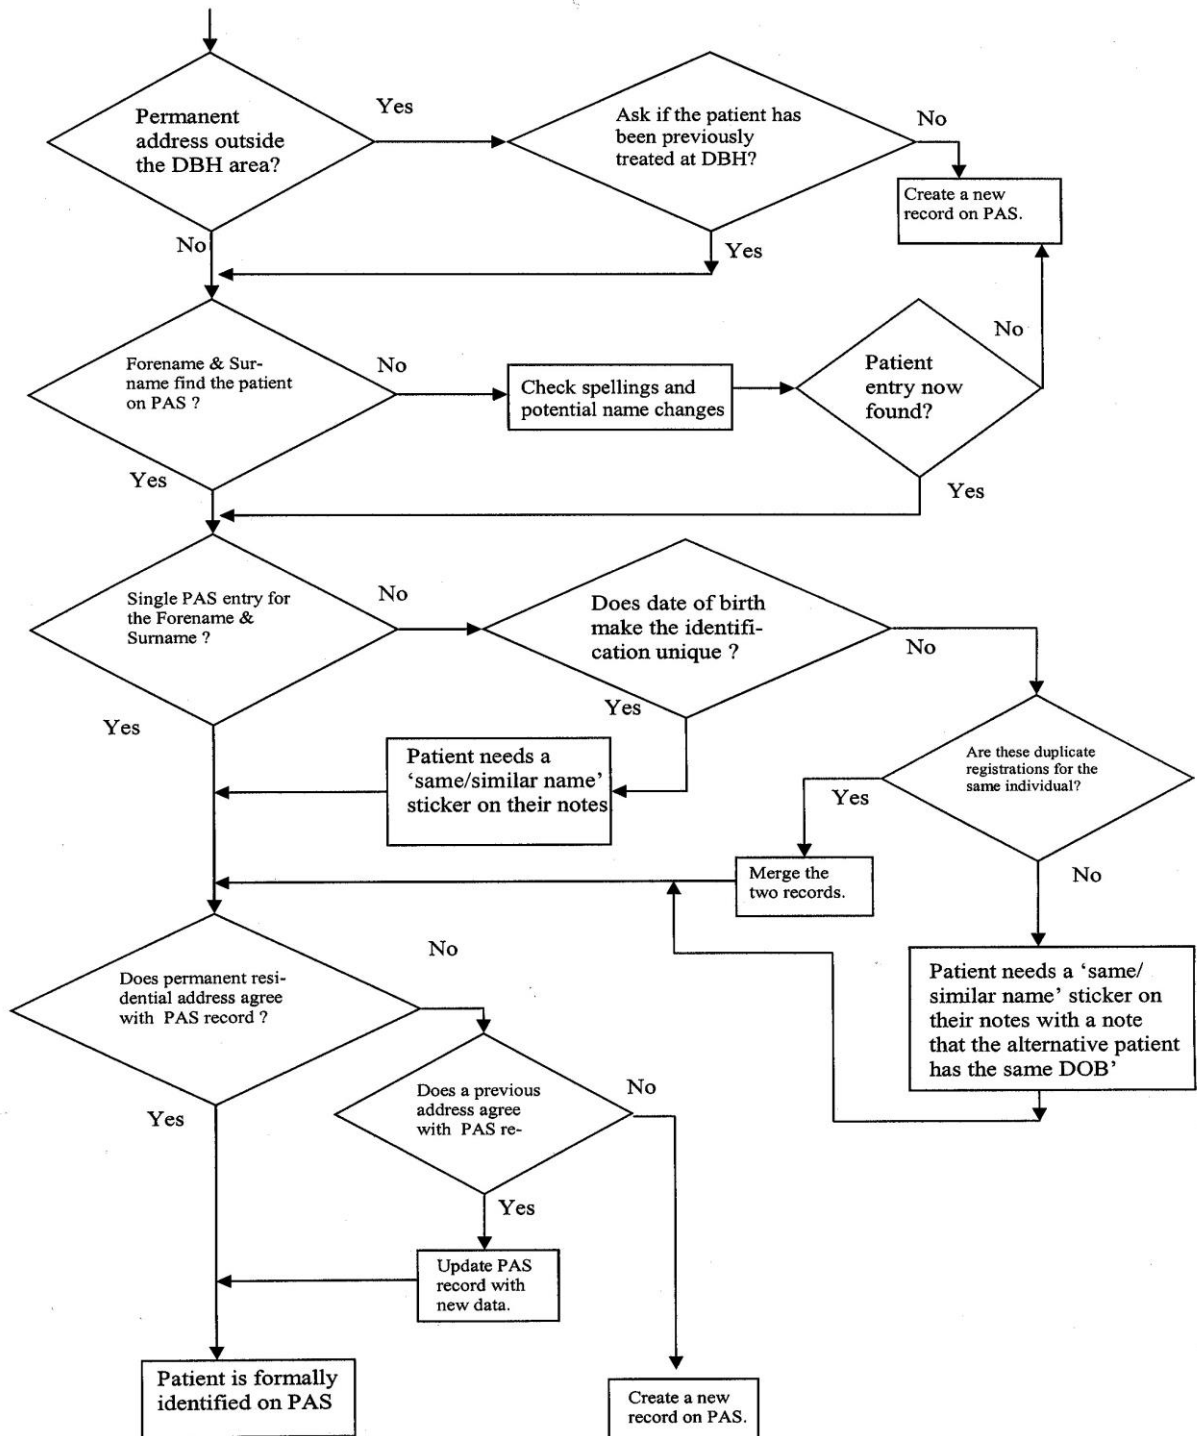 Permanent
address outside
the DBH area?
Yes
Ask if the patient has
been previously
treated at DBH?
No
Create a new
record on PAS.
No
Yes
Forename & Sur-
name find the patient
on PAS ?
No
Check spellings and
potential name changes
Patient
entry now
found?
No
Yes
Yes
Single PAS entry for
the Forename &
Surname ?
No
Does date of birth
make the identifi-
cation unique ?
No
Yes
Yes
Patient needs a
‘same/similar name’
sticker on their notes
Are these duplicate
registrations for the
same individual?
Yes
Merge the
two records.
No
Patient needs a ‘same/
similar name’ sticker on
their notes with a note
that the alternative patient
has the same DOB’
Does permanent resi-
dential address agree
with PAS record ?
No
Yes
Does a previous
address agree
with PAS re-
No
Yes
Update PAS
record with
new data.
Patient is formally
identified on PAS
Create a new
record on PAS.